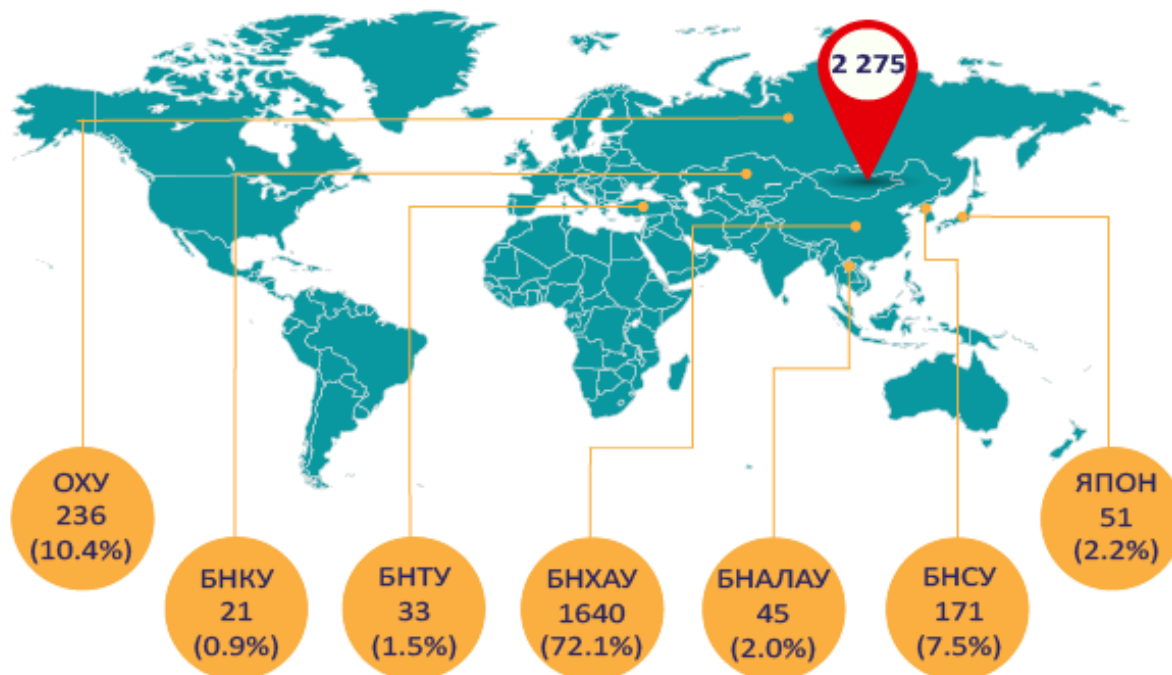 2 275
ОХУ
236
(10.4%)
БНКУ
21
(0.9%)
БНТУ
33
(1.5%)
БНХАУ
1640
(72.1%)
БНАЛАУ
45
(2.0%)
БНСУ
171
(7.5%)
ЯПОН
51
(2.2%)